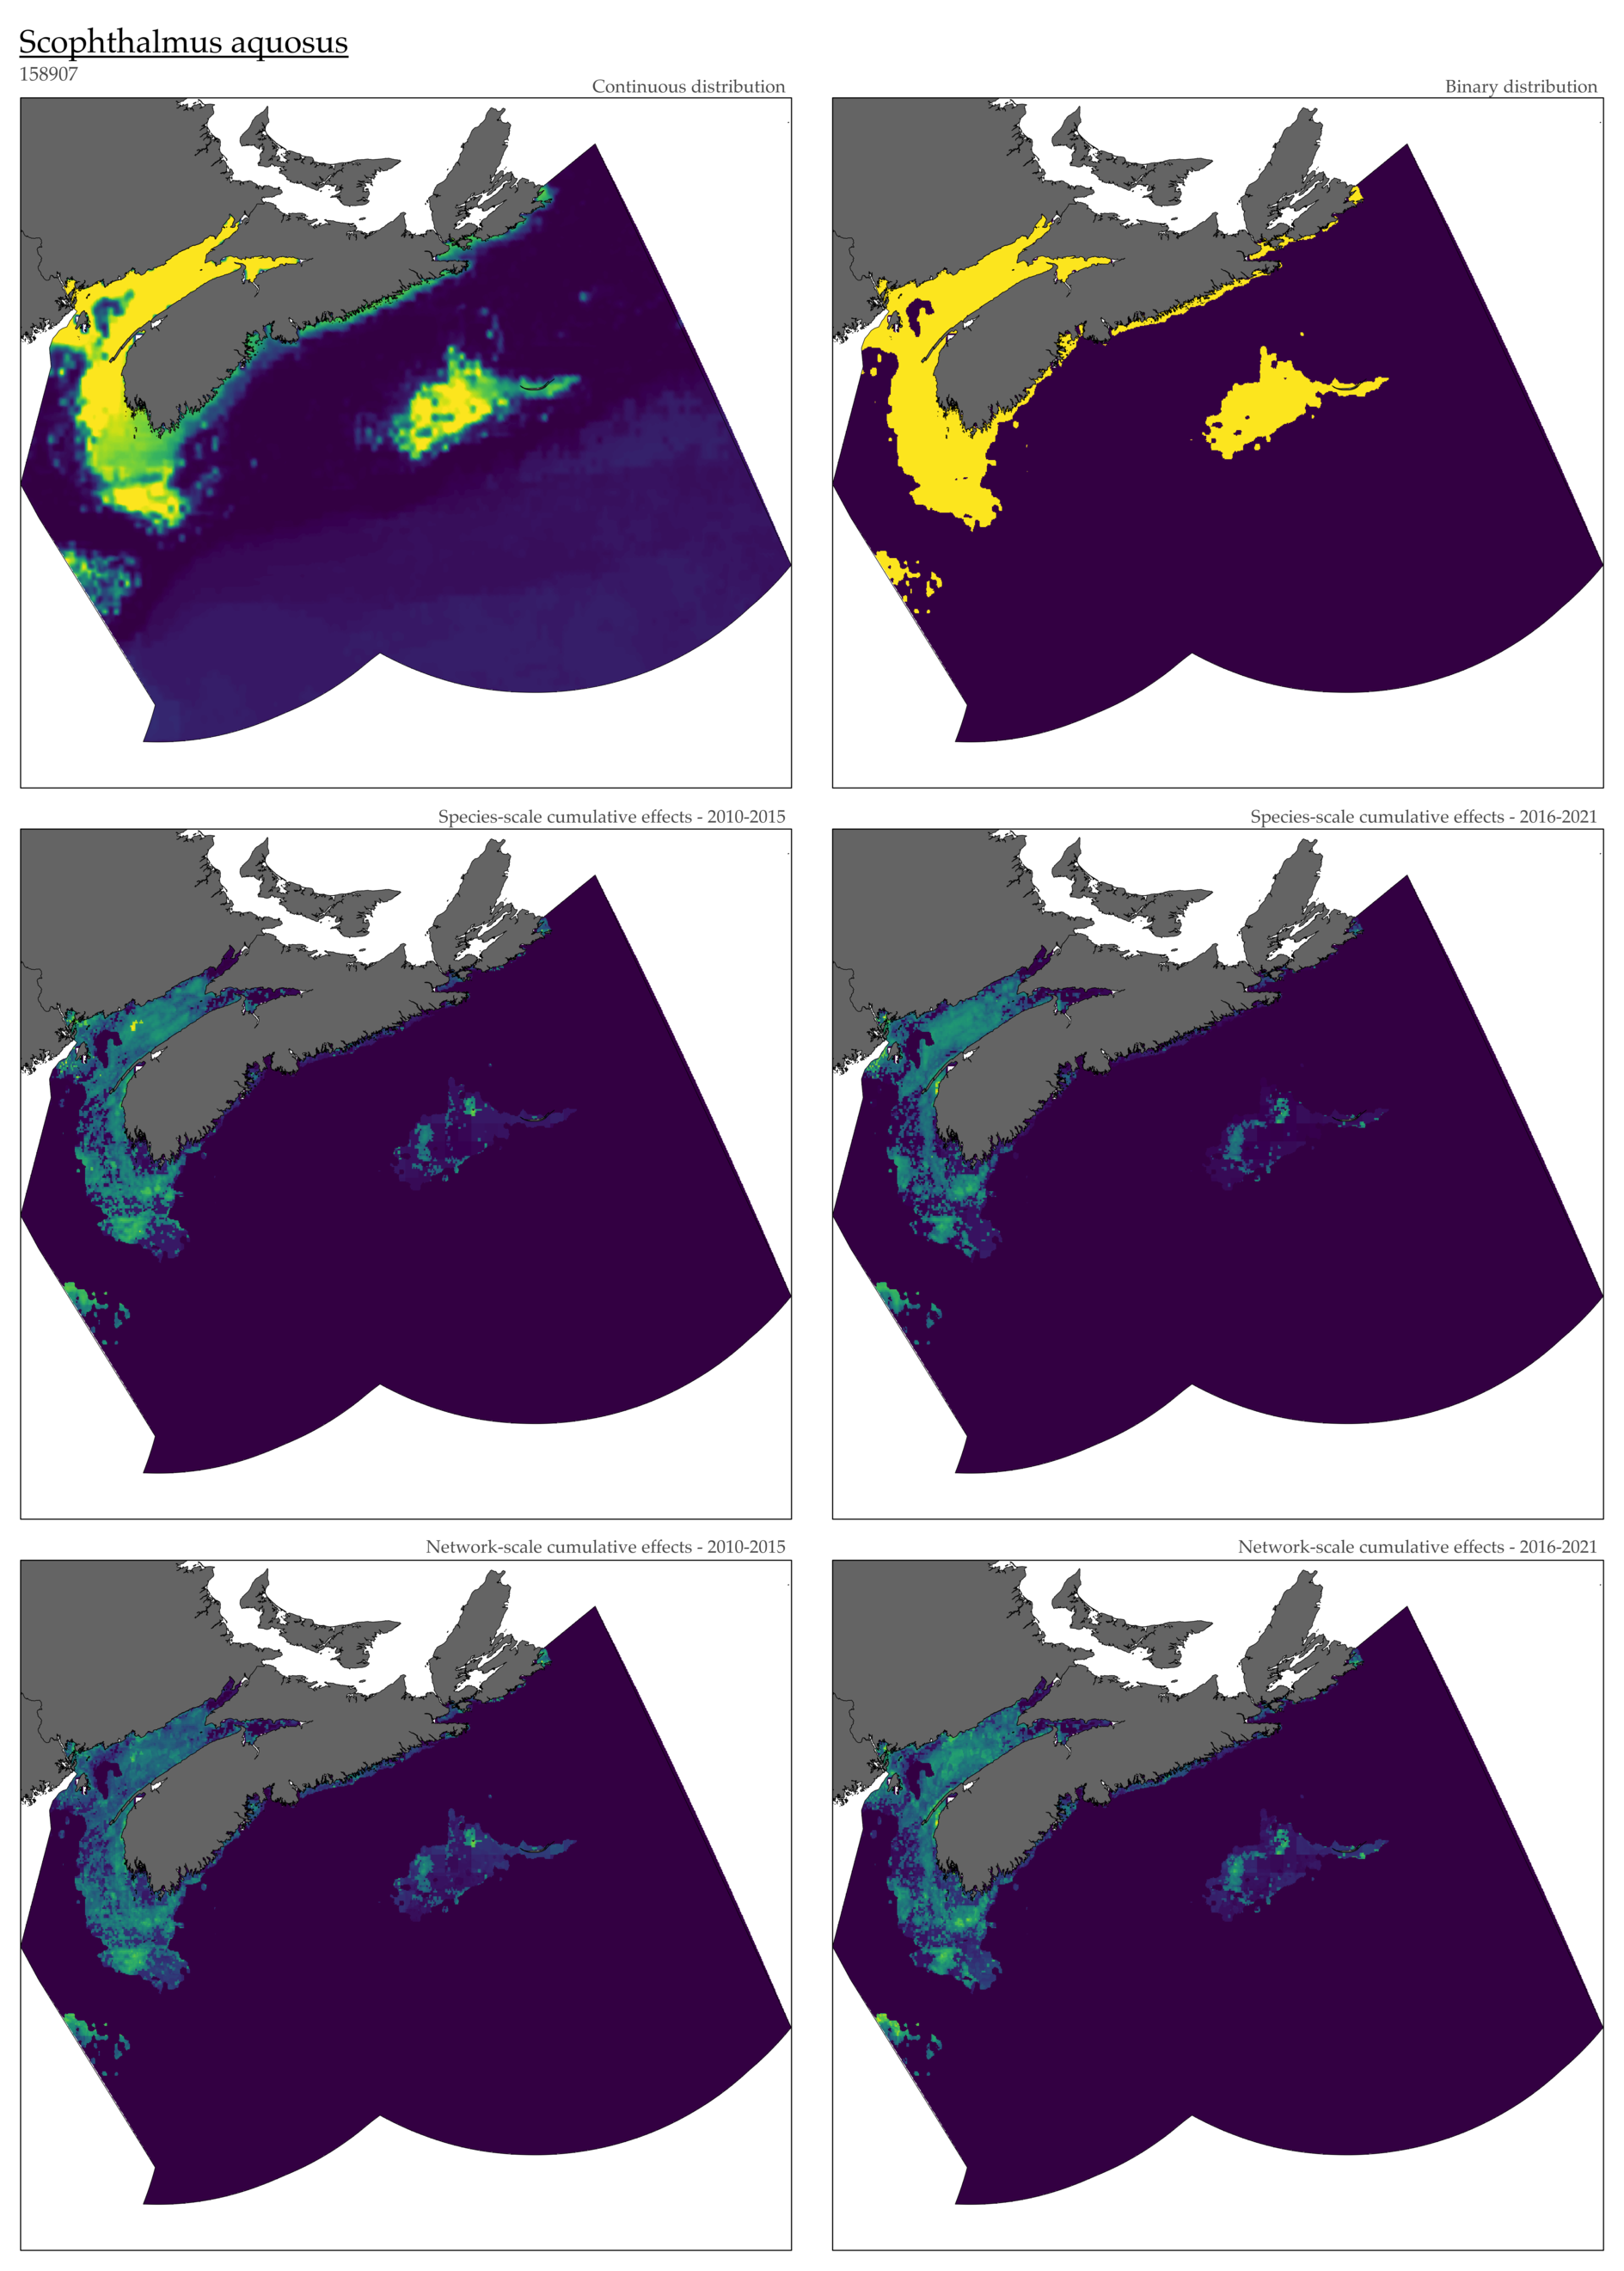 Scophthalmus aquosus
158907
Continuous distribution
Binary distribution
Species-scale cumulative effects - 2010-2015
Species-scale cumulative effects - 2016-2021
Network-scale cumulative effects - 2010-2015
Network-scale cumulative effects - 2016-2021